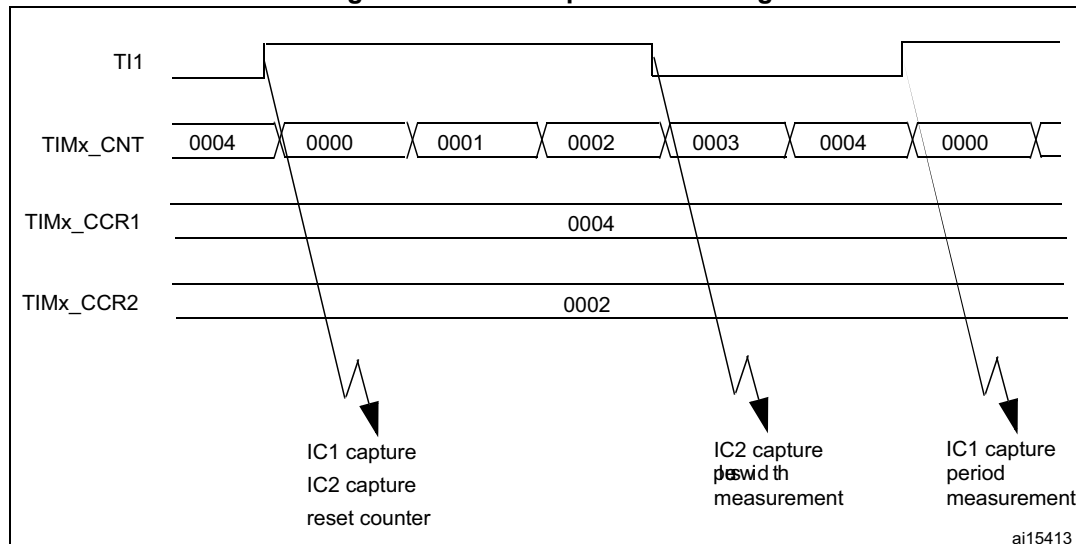 TI1
TIMx_CNT 0004 0000 0001 0002 0003 0004 0000
TIMx_CCR1 0004
TIMx_CCR2 0002
IC1 capture
IC2 capture
reset counter
IC2 capture
measurement
IC1 capture
period
measurement
ai15413